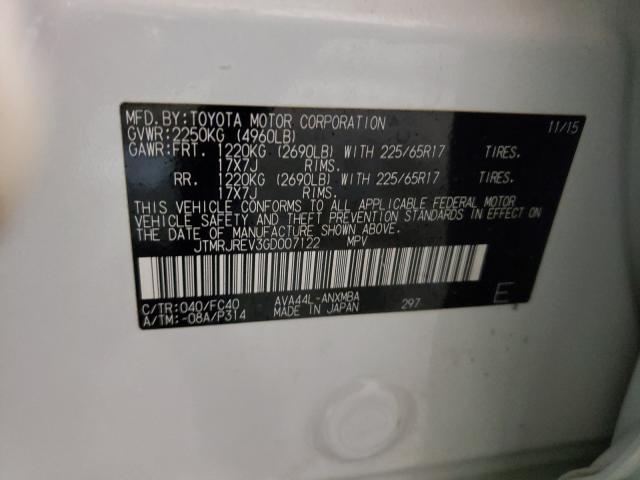 MFD. BY: TOYOTA MOTOR CORPORATION 11/15
GVWR: 2250KG (4960LB)
GAWR: FRT. 1220KG (2690LB) WITH 225/65R17 TIRES.
17X7J RIMS.
RR. 1220KG (2690LB) WITH 225/65R17 TIRES.
17X7J RIMS.
THIS VEHICLE CONFORMS TO ALL APPLICABLE FEDERAL MOTOR
VEHICLE SAFETY AND THEFT PREVENTION STANDARDS IN EFFECT ON
THE DATE OF MANUFACTURE SHOWN ABOVE.
JTMRJREV3GD007122 MPV
C/TR: 040/FC40 AVA44L-ANXMBA
A/TM: -08A/P314 MADE IN JAPAN 297 E